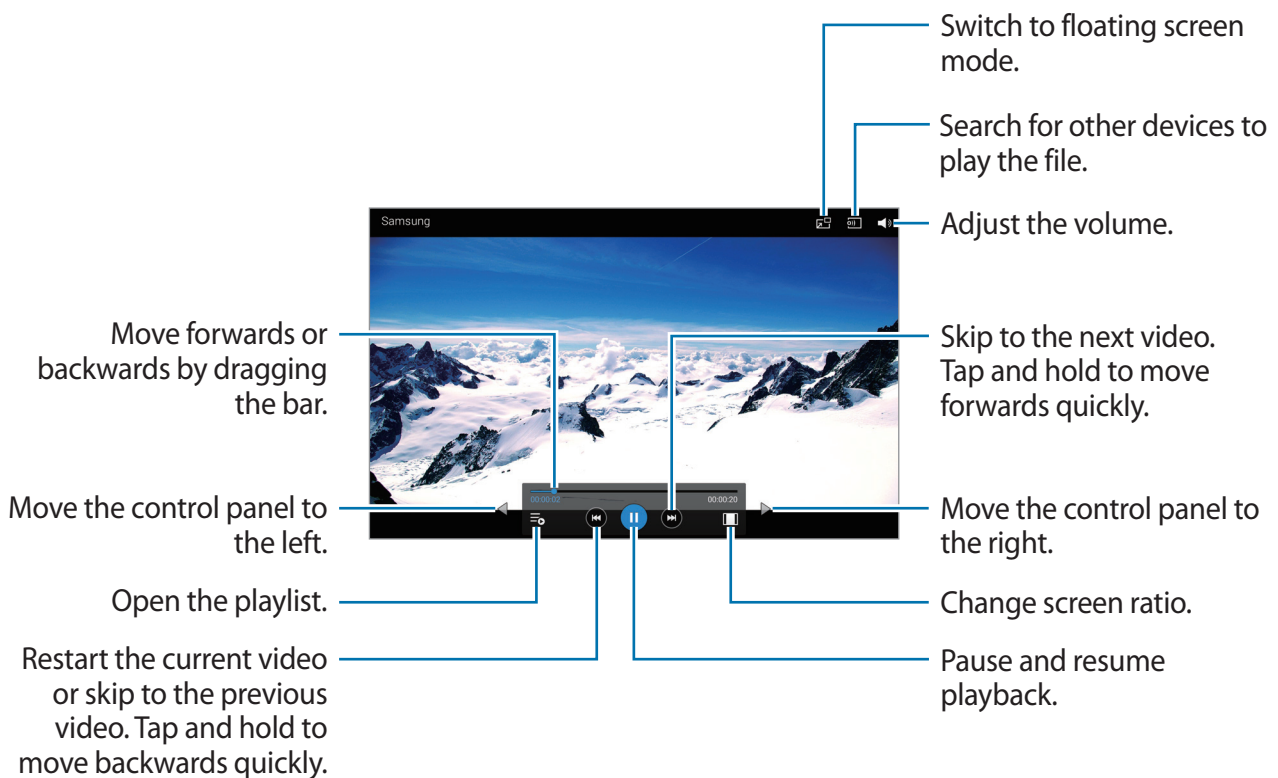 Switch to floating screen
mode.
Search for other devices to
play the file.
Samsung
Adjust the volume.
Move forwards or
backwards by dragging
the bar.
Skip to the next video.
Tap and hold to move
forwards quickly.
00:00:02
00:00:20
Move the control panel to
the left.
Move the control panel to
the right.
Open the playlist.
Change screen ratio.
Restart the current video
or skip to the previous
video. Tap and hold to
move backwards quickly.
Pause and resume
playback.